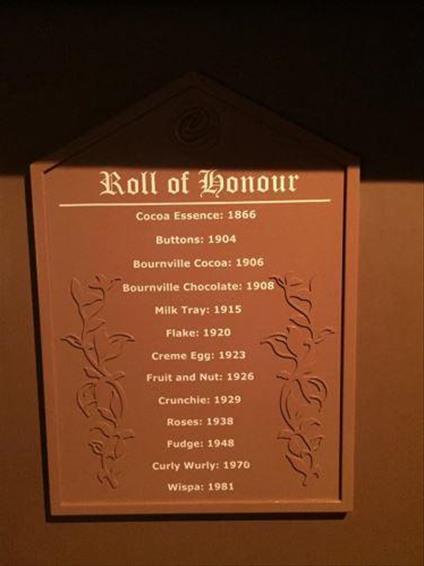 Roll of Honour
Cocoa Essence: 1866
Buttons: 1904
Bournville Cocoa: 1906
Bournville Chocolate: 1908
Milk Tray: 1915
Flake: 1920
Creme Egg: 1923
Fruit and Nut: 1926
Crunchie: 1929
Roses: 1938
Fudge: 1948
Curly Wurly: 1970
Wispa: 1981